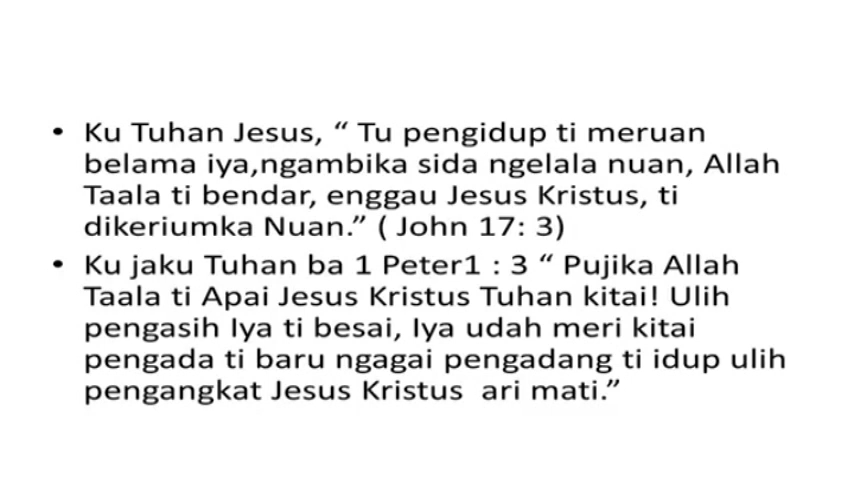 • Ku Tuhan Jesus, “ Tu pengidup ti meruan
belama iya,ngambika sida ngelala nuan, Allah
Taala ti bendar, enggau Jesus Kristus, ti
dikeriumka Nuan.” ( John 17: 3)
• Ku jaku Tuhan ba 1 Peter1 : 3 “ Pujika Allah
Taala ti Apai Jesus Kristus Tuhan kitai! Ulih
pengasih Iya ti besai, Iya udah meri kitai
pengada ti baru ngagai pengadang ti idup ulih
pengangkat Jesus Kristus  ari mati.”